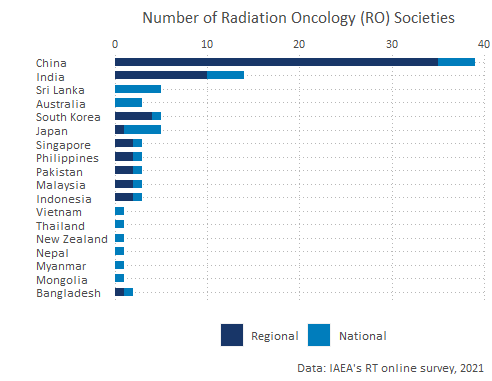 Number of Radiation Oncology (RO) Societies
0 10 20 30 40
China
India
Sri Lanka
Australia
South Korea
Japan
Singapore
Philippines
Pakistan
Malaysia
Indonesia
Vietnam
Thailand
New Zealand
Nepal
Myanmar
Mongolia
Bangladesh
Regional National
Data: IAEA's RT online survey, 2021